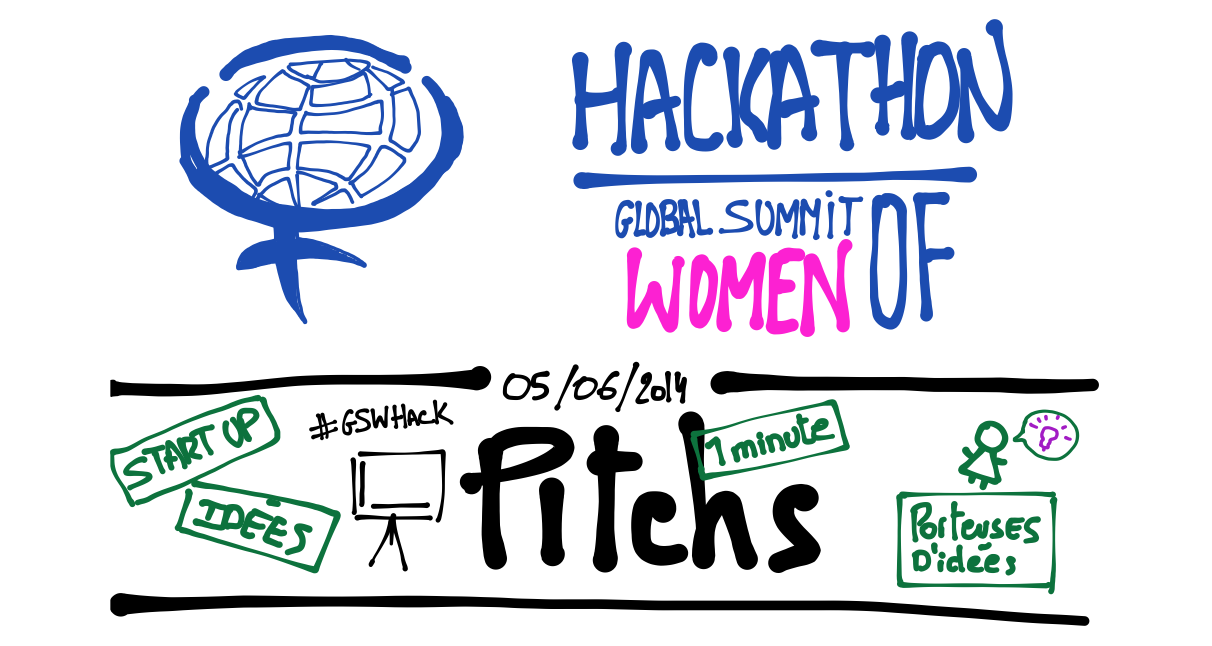 HACKATHON
GLOBAL SUMMIT OF
WOMEN
05/06/2014
START UP
#GSWHACK
IDÉES
Pitchs
1 minute
PorteuSES
D'idées